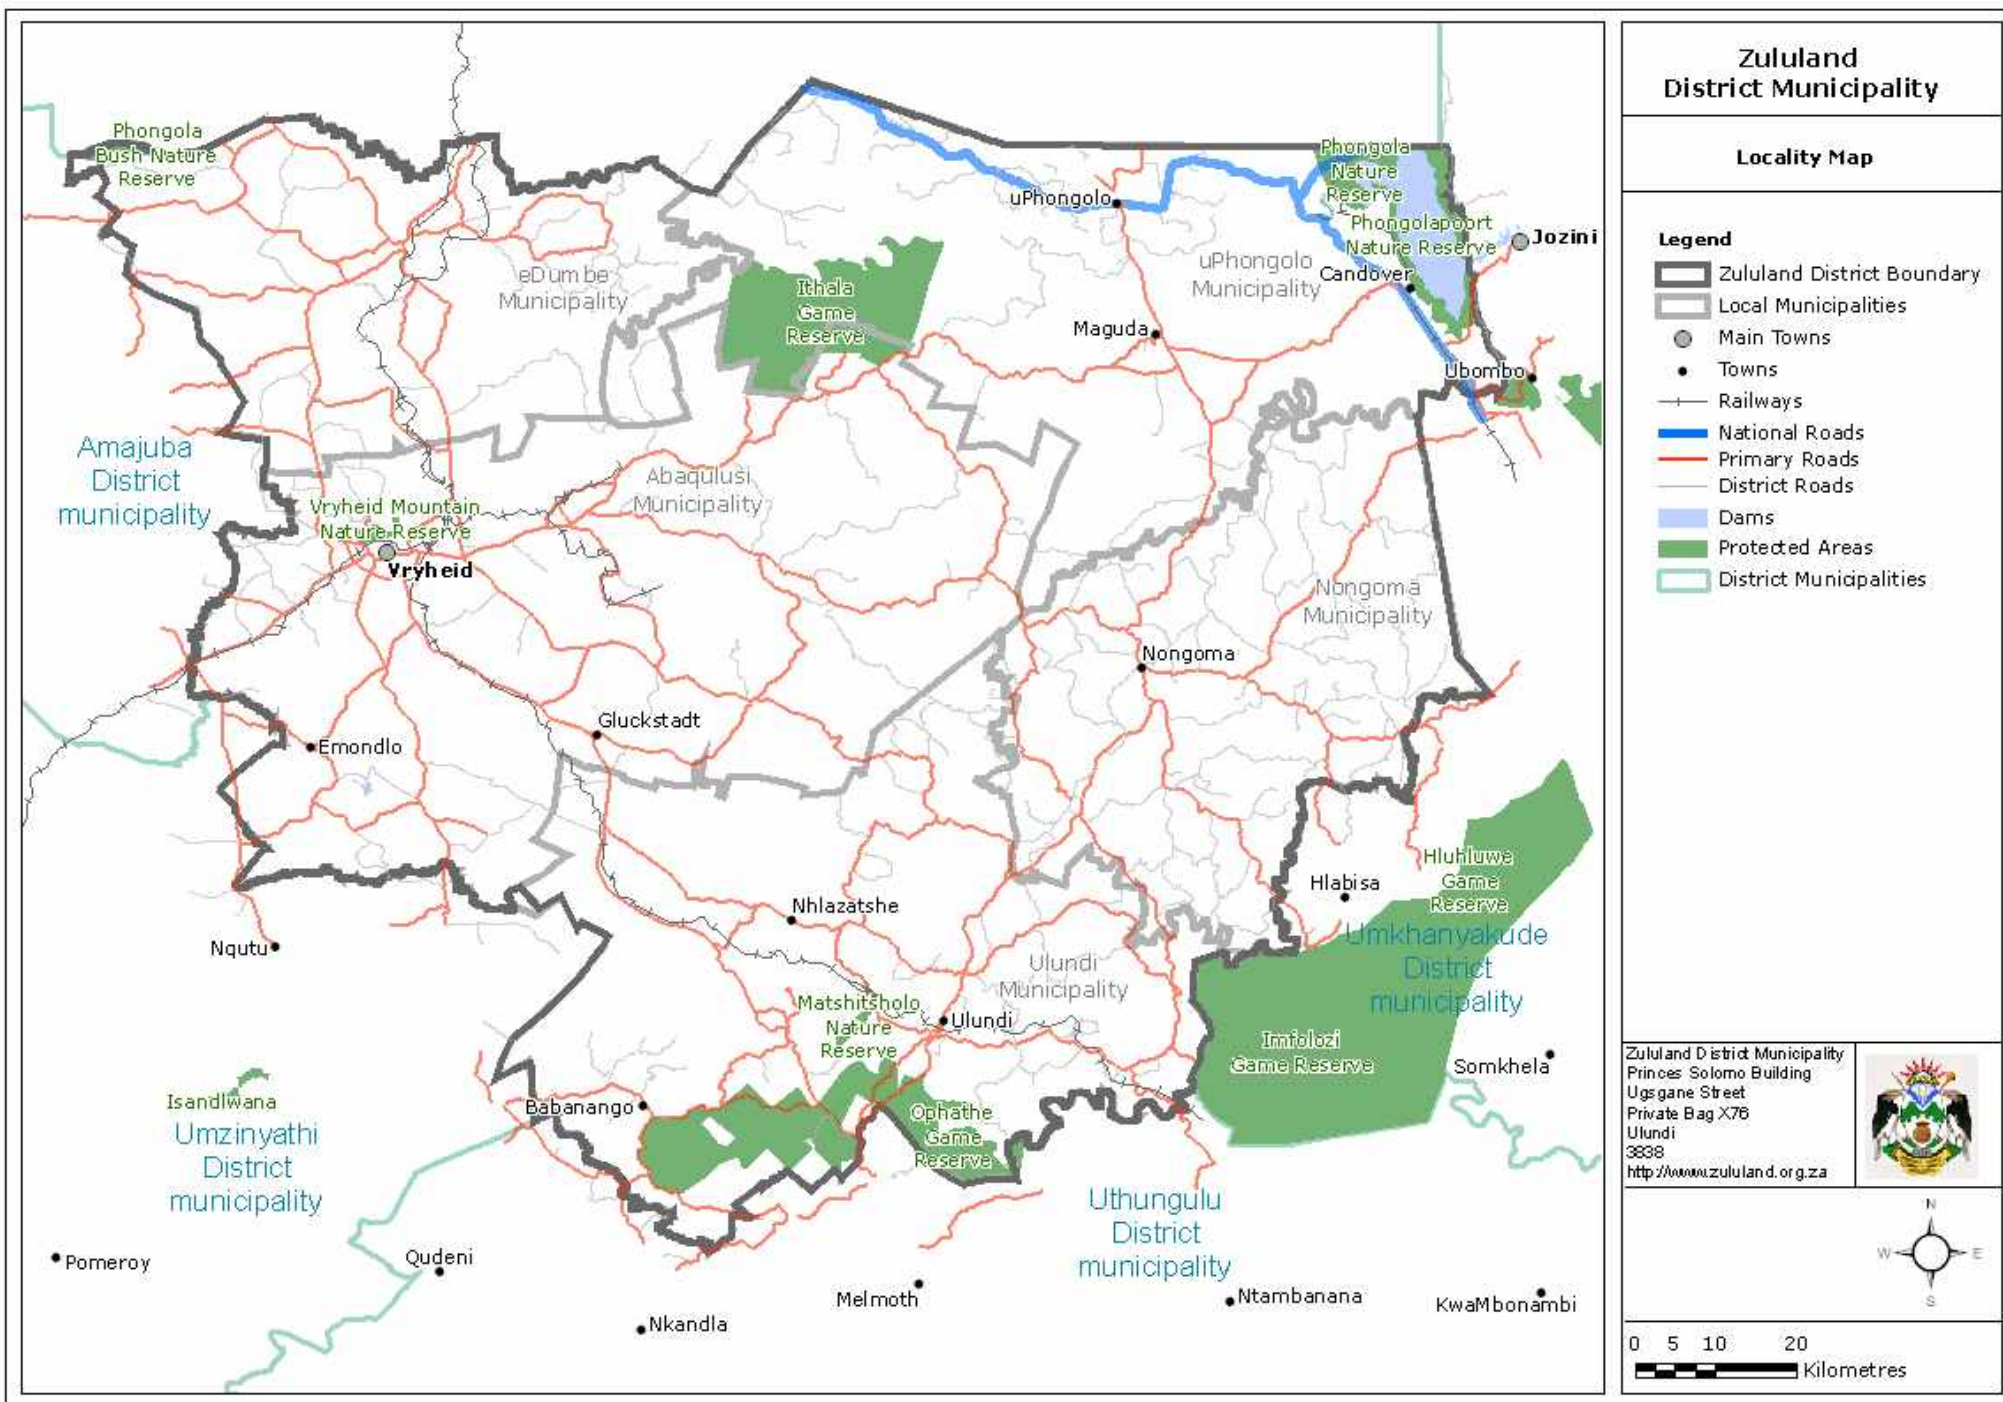 Zululand
District Municipality
Locality Map
Legend
Zululand District Boundary
Local Municipalities
Main Towns
Towns
Railways
National Roads
Primary Roads
District Roads
Dams
Protected Areas
District Municipalities
Zululand District Municipality
Princes Solomo Building
Ugsgane Street
Private Bag X76
Ulundi
3838
http://www.zululand.org.za
N
W
E
S
0 5 10 20
Kilometres
Phongola
Bush Nature
Reserve
Phongola
Nature
Reserve
uPhongolo
Phongolapoort
Nature Reserve
Jozini
eDumbe
Municipality
uPhongolo
Municipality
Candover
Ithala
Game
Reserve
Maguda
Ubombo
Amajuba
District
municipality
Abaqulusi
Municipality
Vryheid Mountain
Nature Reserve
Vryheid
Nongoma
Municipality
Nongoma
Gluckstadt
Emondlo
Hluhluwe
Game
Reserve
Hlabisa
Nhlazatshe
Nqutu
Umkhanyakude
District
municipality
Ulundi
Municipality
Matshitsholo
Nature
Reserve
Ulundi
Imfolozi
Game Reserve
Somkhela
Isandlwana
Babanango
Ophathe
Game
Reserve
Umzinyathi
District
municipality
Uthungulu
District
municipality
Pomeroy
Qudeni
Melmoth
Ntambanana
KwaMbonambi
Nkandla